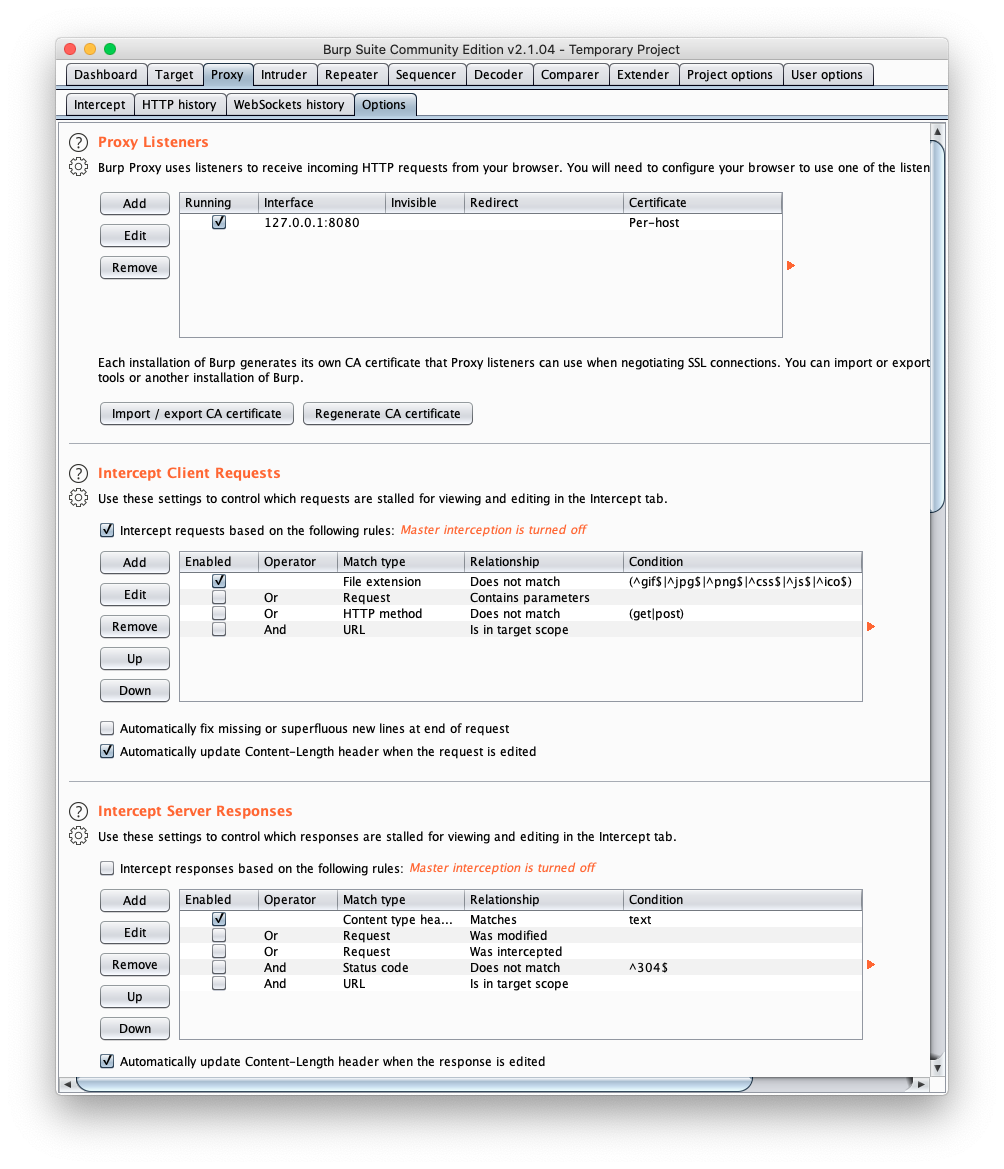 Burp Suite Community Edition v2.1.04 - Temporary Project
Dashboard Target Proxy Intruder Repeater Sequencer Decoder Comparer Extender Project options User options
Intercept HTTP history WebSockets history Options
? Proxy Listeners
Burp Proxy uses listeners to receive incoming HTTP requests from your browser. You will need to configure your browser to use one of the listen
Add Running Interface Invisible Redirect Certificate
127.0.0.1:8080 Per-host
Edit
Remove
Each installation of Burp generates its own CA certificate that Proxy listeners can use when negotiating SSL connections. You can import or export
tools or another installation of Burp.
Import / export CA certificate Regenerate CA certificate
? Intercept Client Requests
Use these settings to control which requests are stalled for viewing and editing in the Intercept tab.
Intercept requests based on the following rules: Master interception is turned off
Add Enabled Operator Match type Relationship Condition
File extension Does not match (^gif$|^jpg$|^png$|^css$|^js$|^ico$)
Edit Or Request Contains parameters
Or HTTP method Does not match (get|post)
Remove And URL Is in target scope
Up
Down
Automatically fix missing or superfluous new lines at end of request
Automatically update Content-Length header when the request is edited
? Intercept Server Responses
Use these settings to control which responses are stalled for viewing and editing in the Intercept tab.
Intercept responses based on the following rules: Master interception is turned off
Add Enabled Operator Match type Relationship Condition
Content type hea... Matches text
Edit Or Request Was modified
Or Request Was intercepted
Remove And Status code Does not match ^304$
And URL Is in target scope
Up
Down
Automatically update Content-Length header when the response is edited